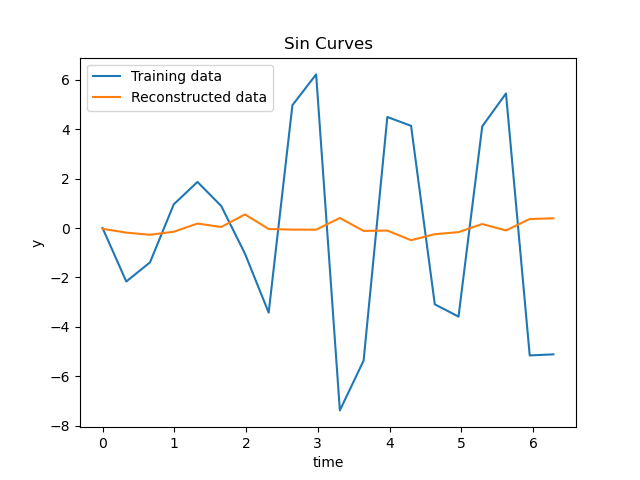 Sin Curves
Training data
Reconstructed data
6
4
2
0
−2
−4
−6
−8
y
0 1 2 3 4 5 6
time